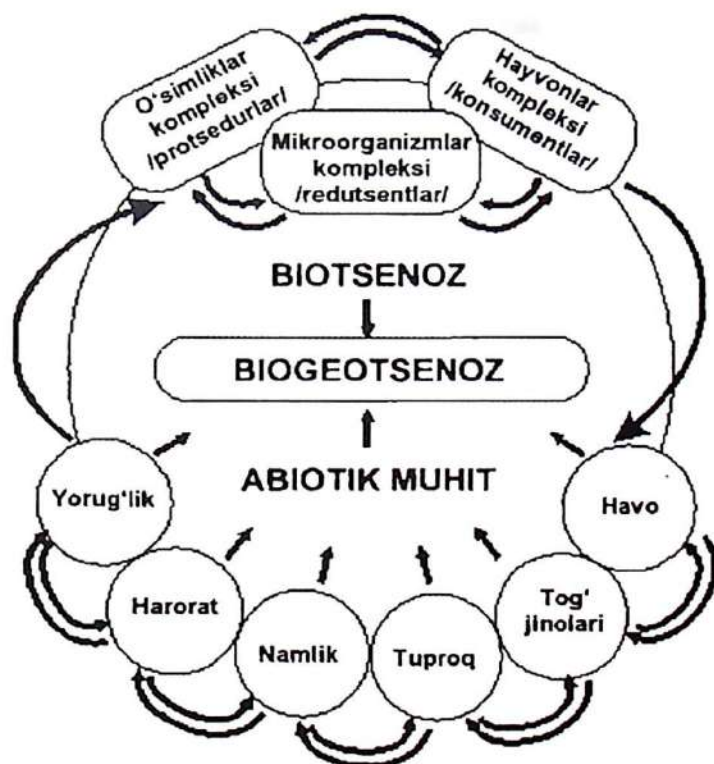 O‘simliklar
kompleksi
/protsedurlar/
Hayvonlar
kompleksi
/konsumentlar/
Mikroorganizmlar
kompleksi
/redutsentlar/
BIOTSENOZ
BIOGEOTSENOZ
ABIOTIK MUHIT
Yorug‘lik
Harorat
Namlik
Tuproq
Tog‘
jinolari
Havo